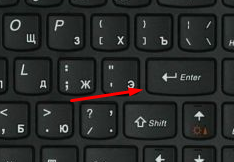 O Щ P З { [ Х } ] Ъ | \ /
L Д : ; Ж " ' Э Enter
< , Б > . Ю ? / , . Shift